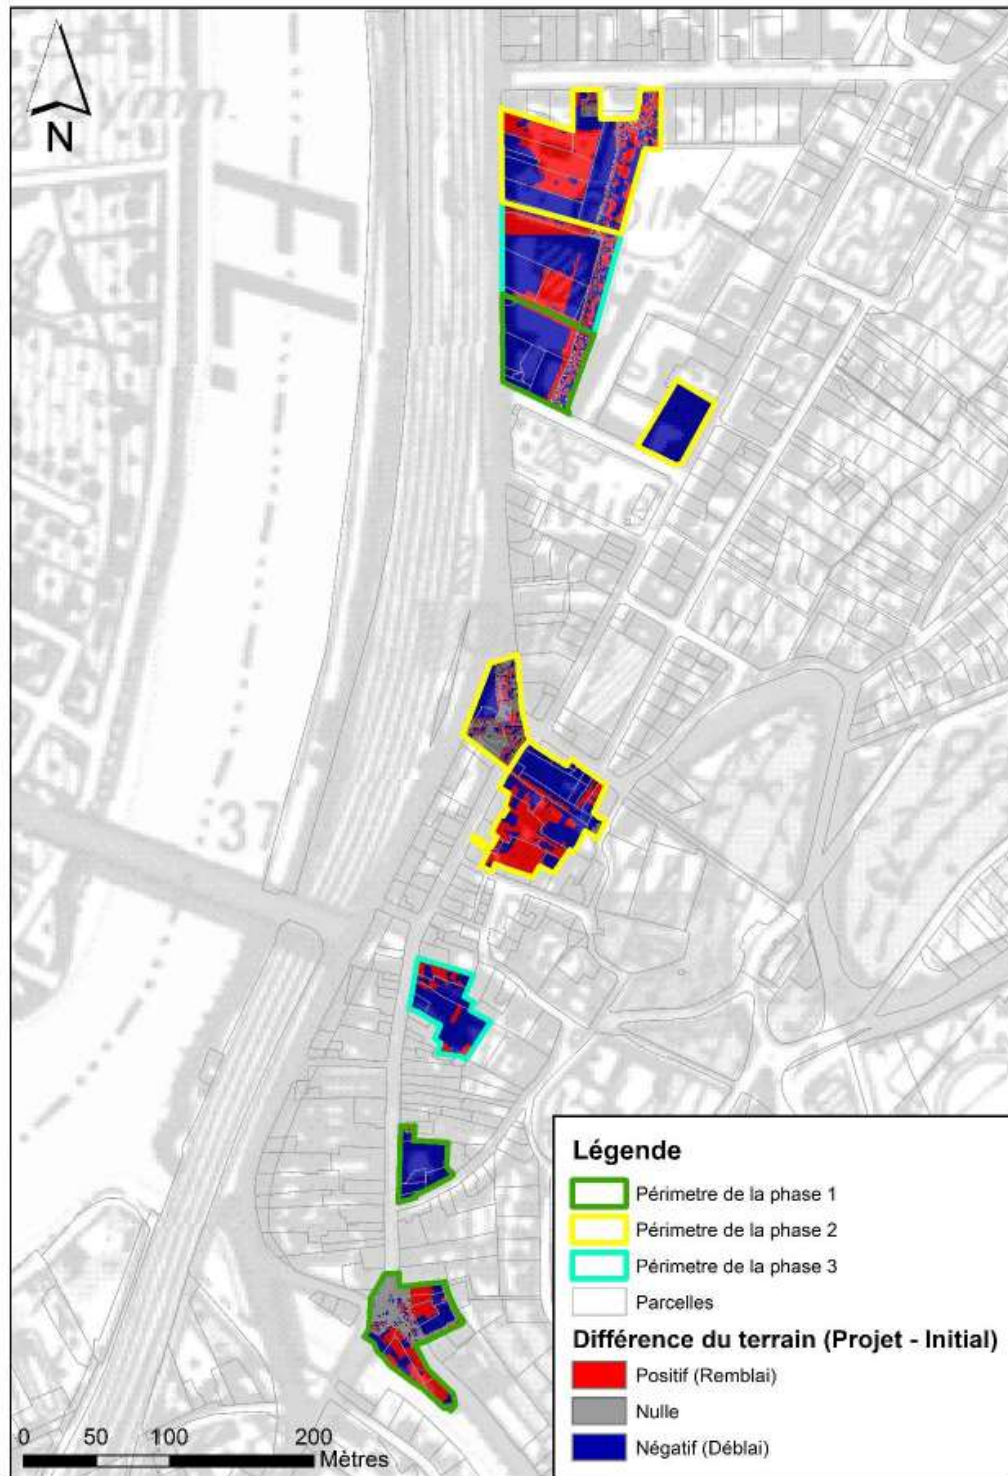 N
37
Légende
Périmetre de la phase 1
Périmetre de la phase 2
Périmetre de la phase 3
Parcelles
Différence du terrain (Projet - Initial)
Positif (Remblai)
Nulle
Négatif (Déblai)
0 50 100 200
Mètres